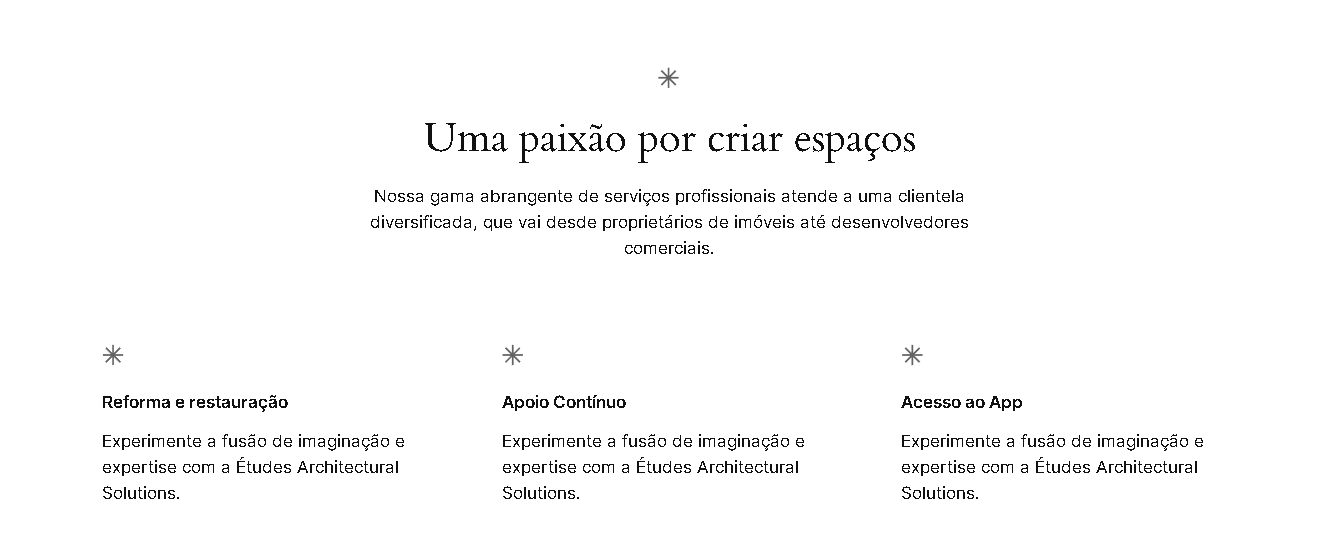 Uma paixão por criar espaços
Nossa gama abrangente de serviços profissionais atende a uma clientela
diversificada, que vai desde proprietários de imóveis até desenvolvedores
comerciais.
Reforma e restauração
Experimente a fusão de imaginação e
expertise com a Études Architectural
Solutions.
Apoio Contínuo
Experimente a fusão de imaginação e
expertise com a Études Architectural
Solutions.
Acesso ao App
Experimente a fusão de imaginação e
expertise com a Études Architectural
Solutions.